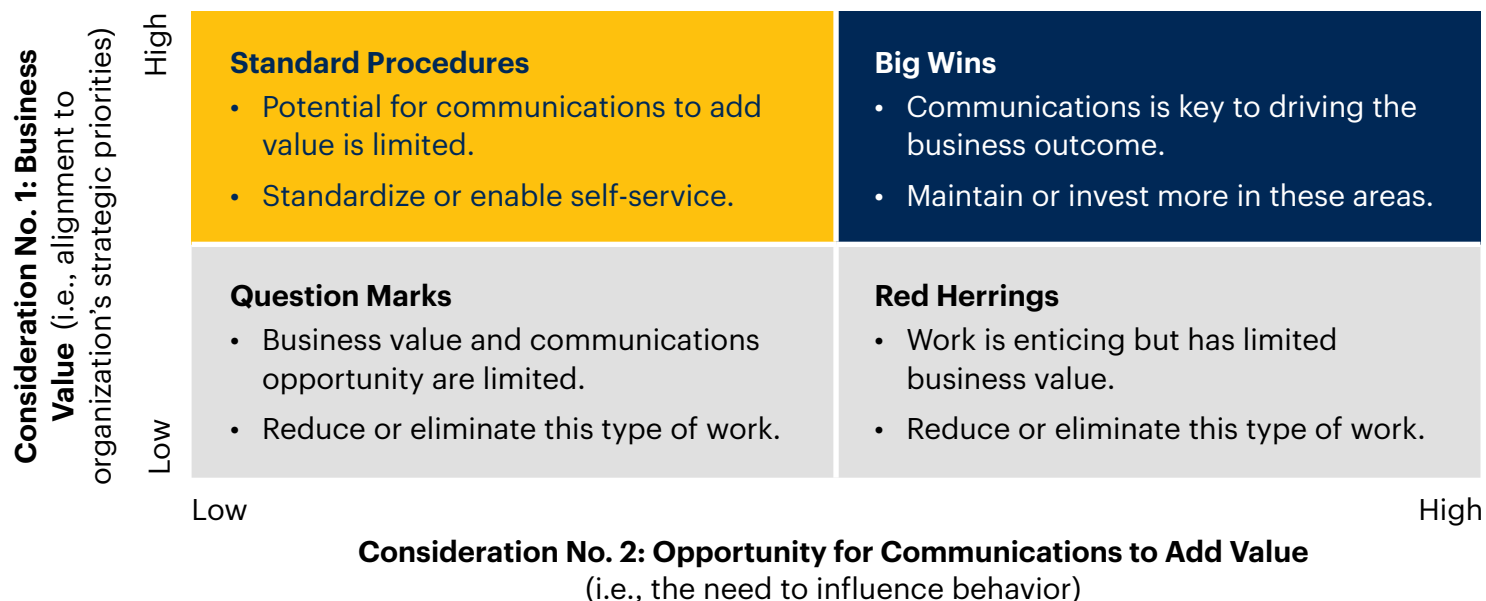 Consideration No. 1: Business
Value (i.e., alignment to
organization’s strategic priorities)
High
Low
Standard Procedures
• Potential for communications to add
value is limited.
• Standardize or enable self-service.
Big Wins
• Communications is key to driving the
business outcome.
• Maintain or invest more in these areas.
Question Marks
• Business value and communications
opportunity are limited.
• Reduce or eliminate this type of work.
Red Herrings
• Work is enticing but has limited
business value.
• Reduce or eliminate this type of work.
Low
High
Consideration No. 2: Opportunity for Communications to Add Value
(i.e., the need to influence behavior)